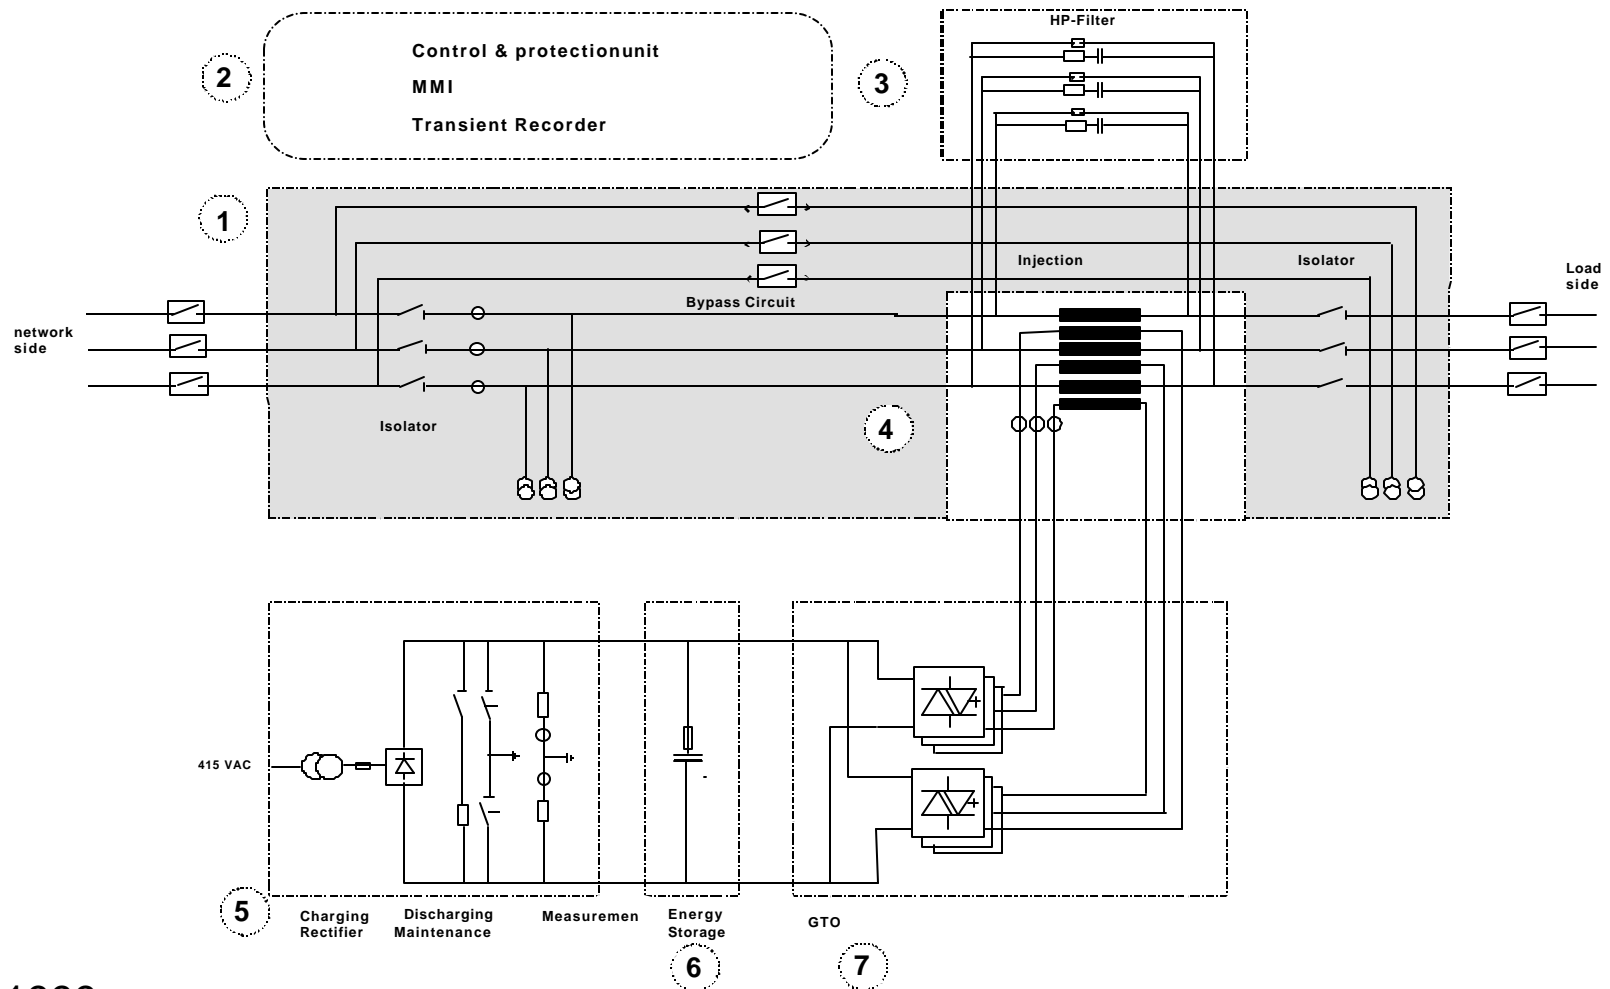 HP-Filter
Control & protectionunit
2
MMI
3
Transient Recorder
1
Injection
Isolator
Load
side
Bypass Circuit
network
side
Isolator
4
415 VAC
5
Charging
Rectifier
Discharging
Maintenance
Measuremen
Energy
Storage
GTO
6
7